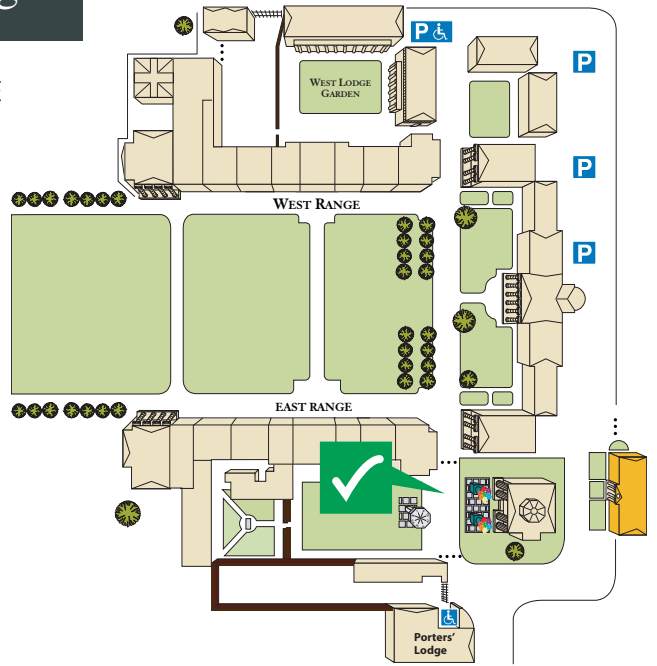 g
P
WEST LODGE
GARDEN
P
P
WEST RANGE
P
EAST RANGE
Porters'
Lodge